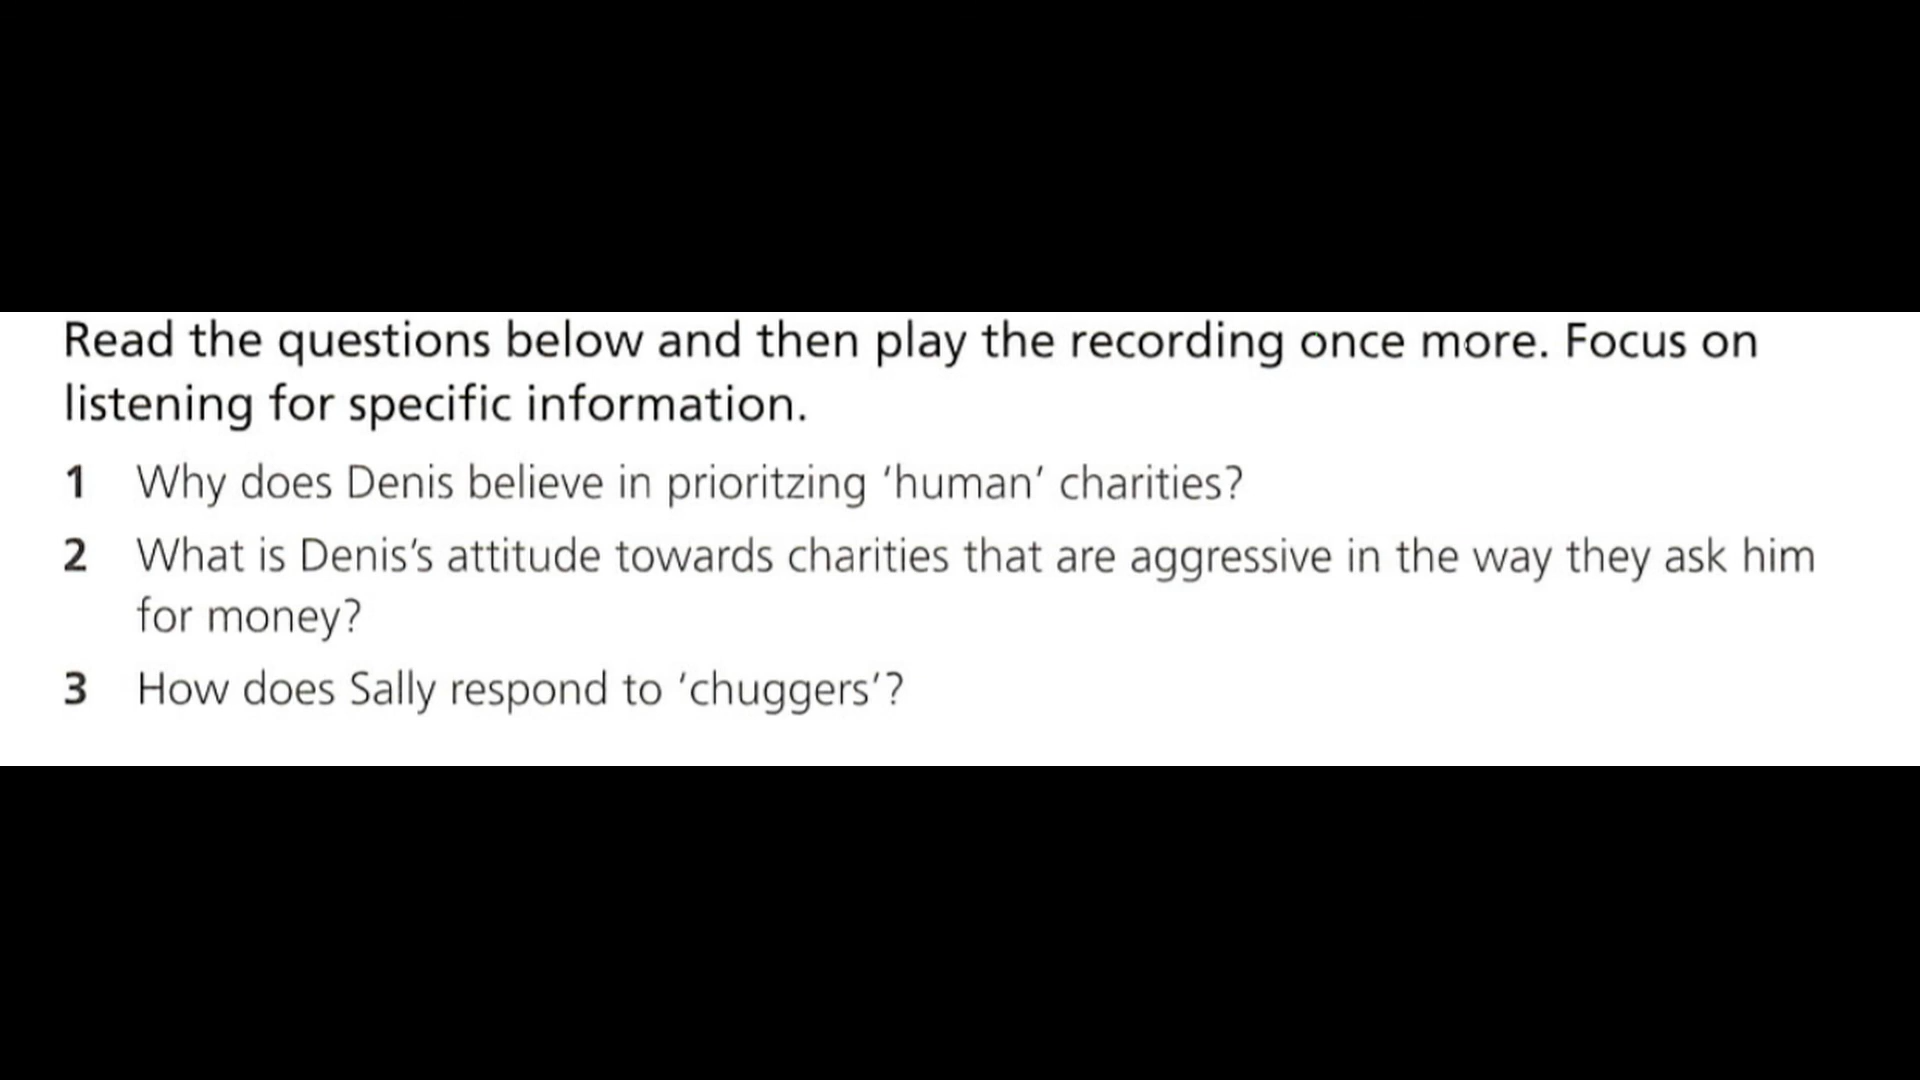 Read the questions below and then play the recording once more. Focus on
listening for specific information.
1 Why does Denis believe in prioritzing ‘human’ charities?
2 What is Denis’s attitude towards charities that are aggressive in the way they ask him
for money?
3 How does Sally respond to ‘chuggers’?